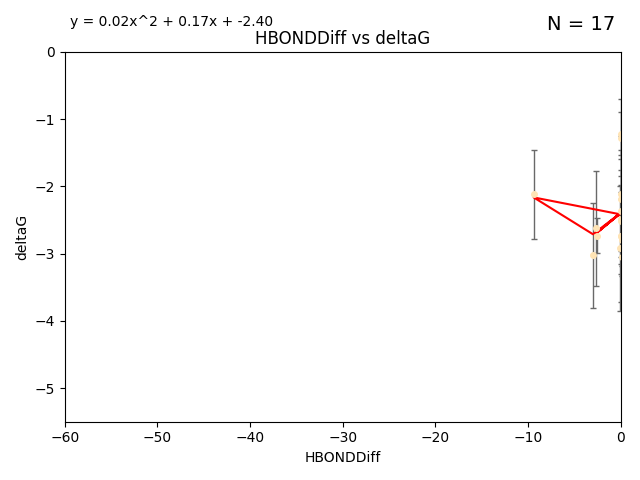 y = 0.02x^2 + 0.17x + -2.40
N = 17
HBONDDiff vs deltaG
0
−1
−2
−3
−4
−5
deltaG
−60 −50 −40 −30 −20 −10 0
HBONDDiff